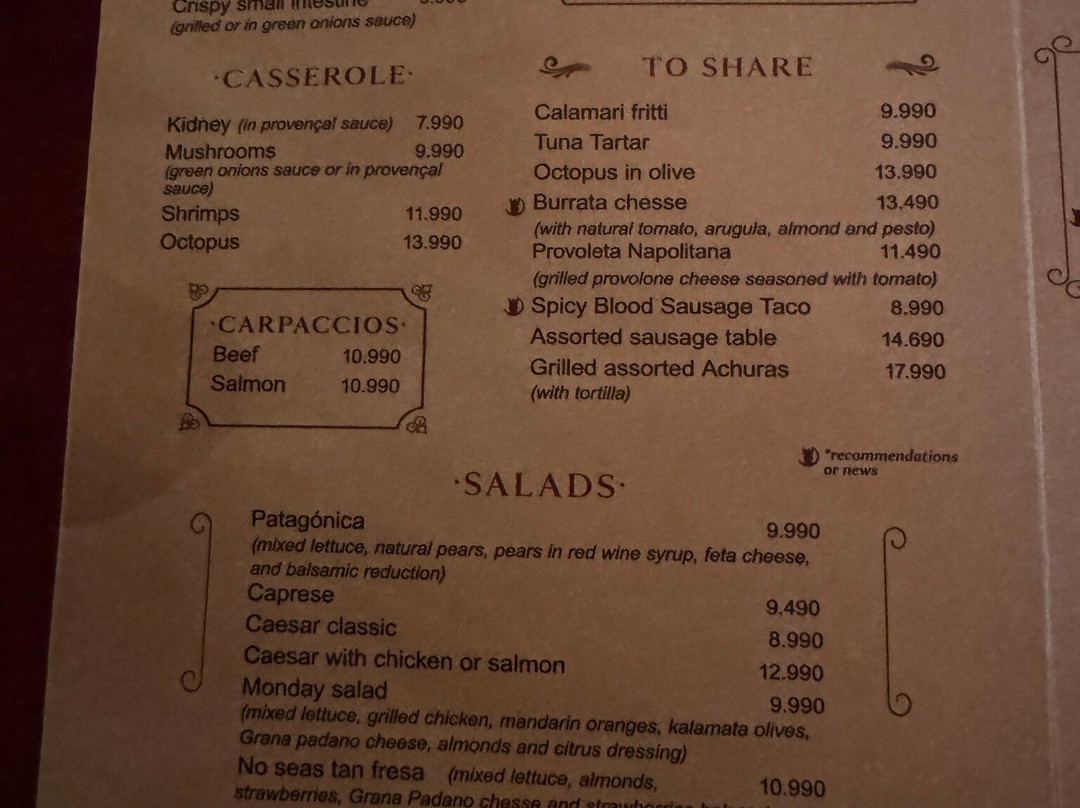 Crispy small intestine
(grilled or in green onions sauce)
·CASSEROLE·
Kidney (in provençal sauce) 7.990
Mushrooms 9.990
(green onions sauce or in provençal
sauce)
Shrimps 11.990
Octopus 13.990
·CARPACCIOS·
Beef 10.990
Salmon 10.990
TO SHARE
Calamari fritti 9.990
Tuna Tartar 9.990
Octopus in olive 13.990
Burrata chesse 13.490
(with natural tomato, arugula, almond and pesto)
Provoleta Napolitana 11.490
(grilled provolone cheese seasoned with tomato)
Spicy Blood Sausage Taco 8.990
Assorted sausage table 14.690
Grilled assorted Achuras 17.990
(with tortilla)
*recommendations
or news
·SALADS·
Patagónica 9.990
(mixed lettuce, natural pears, pears in red wine syrup, feta cheese,
and balsamic reduction)
Caprese 9.490
Caesar classic 8.990
Caesar with chicken or salmon 12.990
Monday salad 9.990
(mixed lettuce, grilled chicken, mandarin oranges, kalamata olives,
Grana padano cheese, almonds and citrus dressing)
No seas tan fresa (mixed lettuce, almonds, 10.990
strawberries, Grana Padano chesse and strawberries